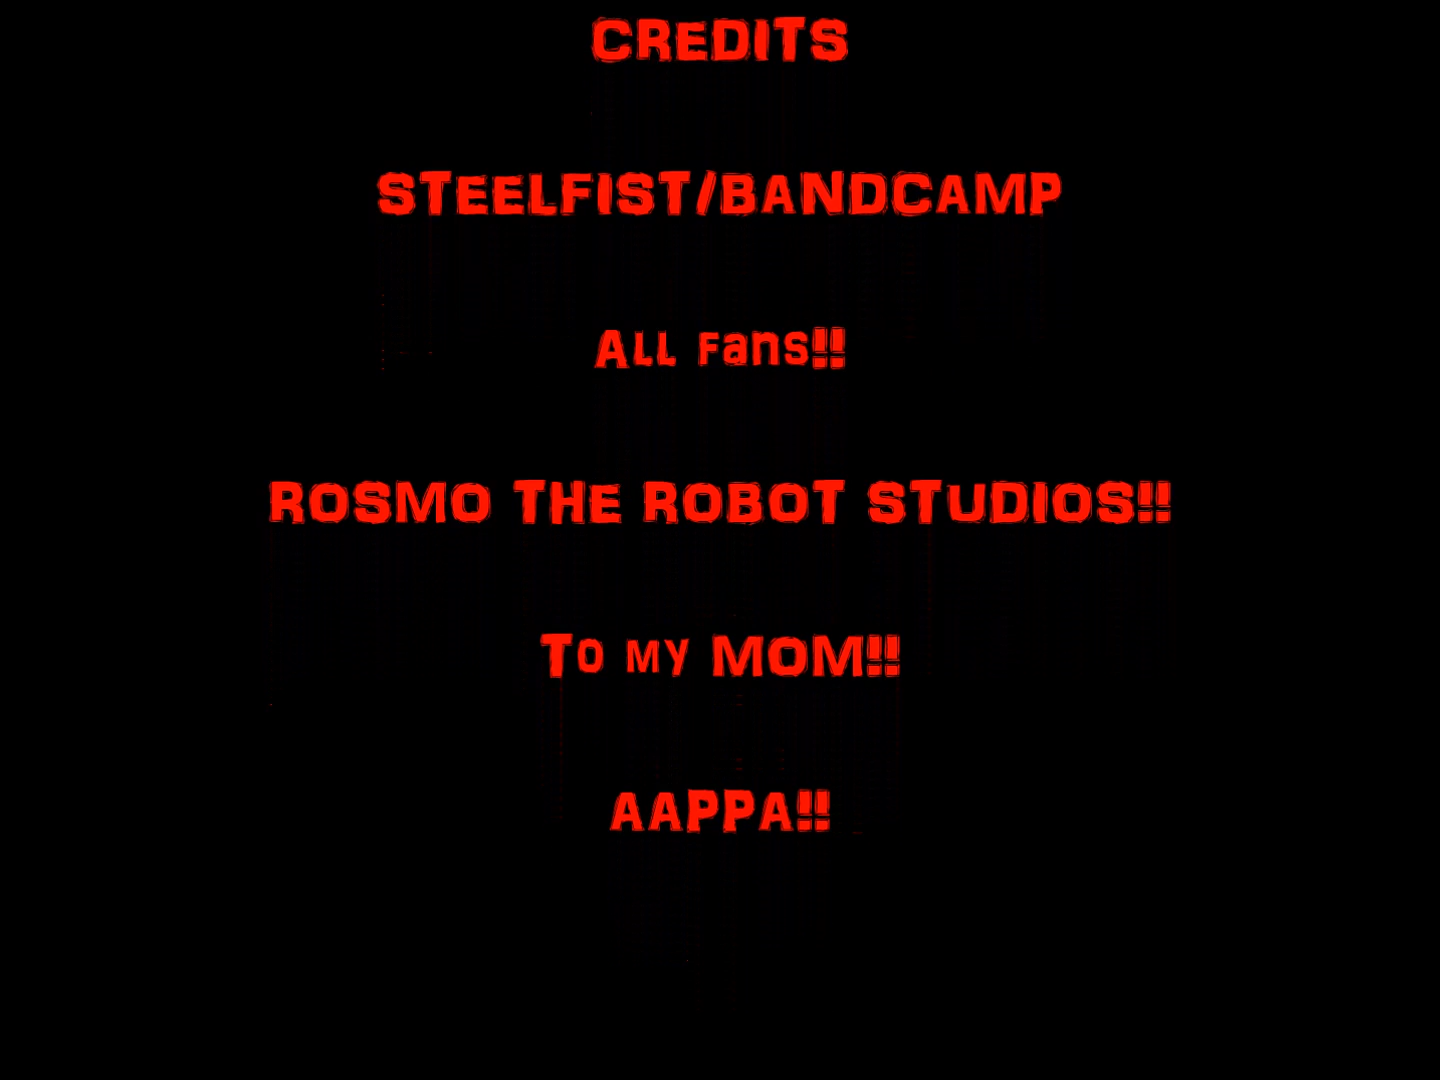 CREDITS
STEELFIST/BANDCAMP
All Fans!!
ROSMO THE ROBOT STUDIOS!!
To my MOM!!
AAPPA!!